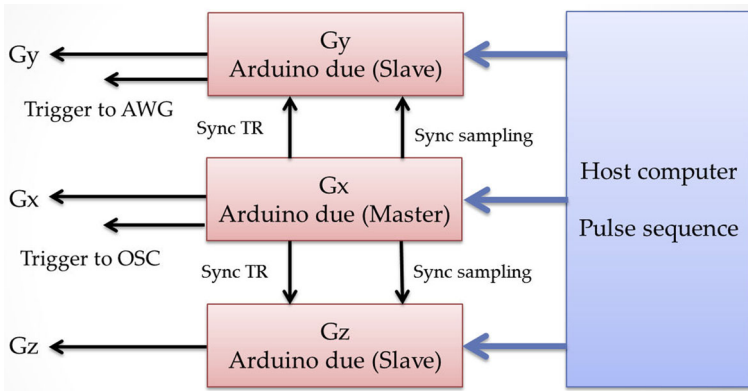 Gy
Gy
Arduino due (Slave)
Trigger to AWG
Sync TR
Sync sampling
Gx
Gx
Arduino due (Master)
Trigger to OSC
Sync TR
Sync sampling
Gz
Gz
Arduino due (Slave)
Host computer
Pulse sequence